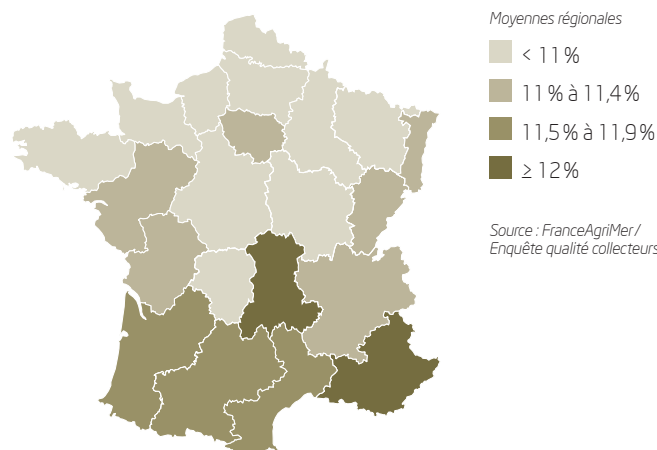 Moyennes régionales
< 11 %
11 % à 11,4 %
11,5 % à 11,9 %
≥ 12 %
Source : FranceAgriMer /
Enquête qualité collecteurs